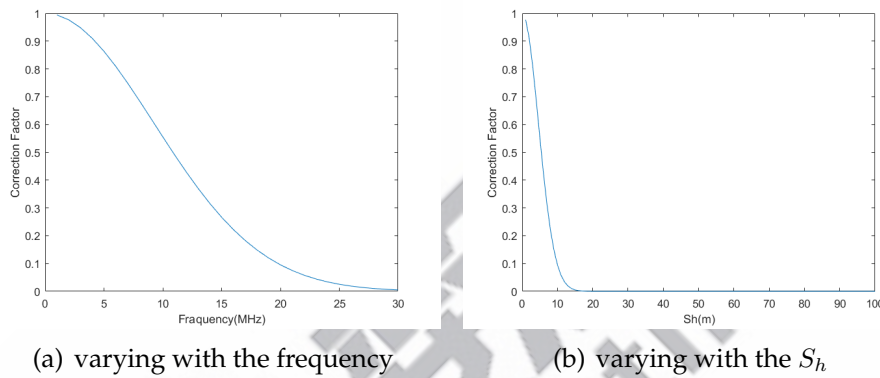 Correction Factor
1
0.9
0.8
0.7
0.6
0.5
0.4
0.3
0.2
0.1
0
0 5 10 15 20 25 30
Fraquency(MHz)
(a) varying with the frequency
Correction Factor
1
0.9
0.8
0.7
0.6
0.5
0.4
0.3
0.2
0.1
0
0 10 20 30 40 50 60 70 80 90 100
Sh(m)
(b) varying with the S_h